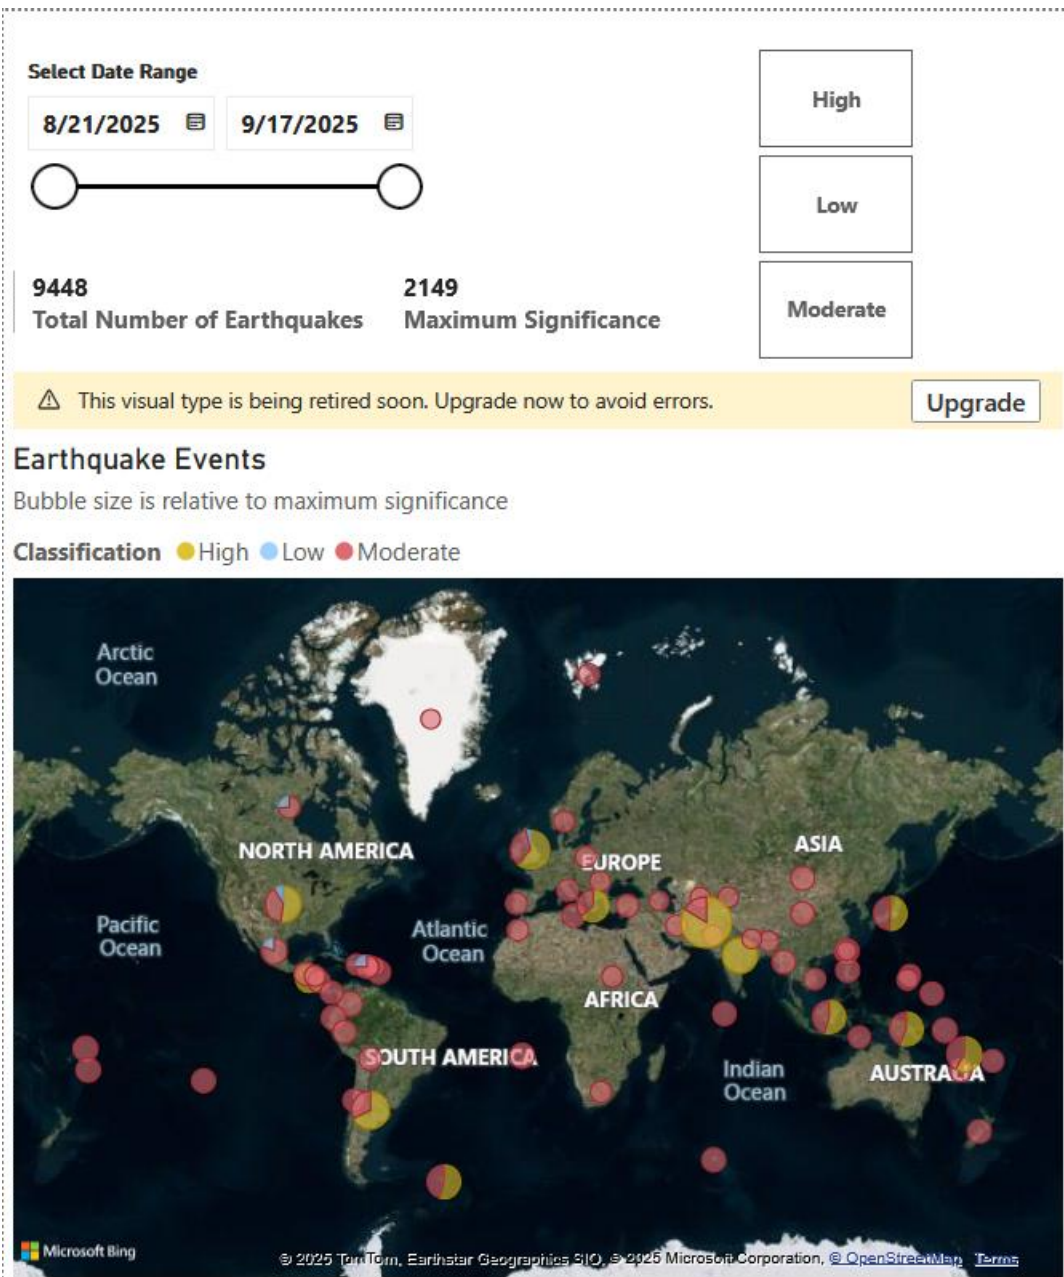 Select Date Range
8/21/2025 9/17/2025
High
Low
Moderate
9448 2149
Total Number of Earthquakes Maximum Significance
This visual type is being retired soon. Upgrade now to avoid errors. Upgrade
Earthquake Events
Bubble size is relative to maximum significance
Classification High Low Moderate
Arctic
Ocean
NORTH AMERICA
EUROPE
ASIA
Pacific
Ocean
Atlantic
Ocean
AFRICA
SOUTH AMERICA
Indian
Ocean
AUSTRALIA
Microsoft Bing
© 2025 TomTom, Earthstar Geographics SIO, © 2025 Microsoft Corporation, © OpenStreetMap Terms